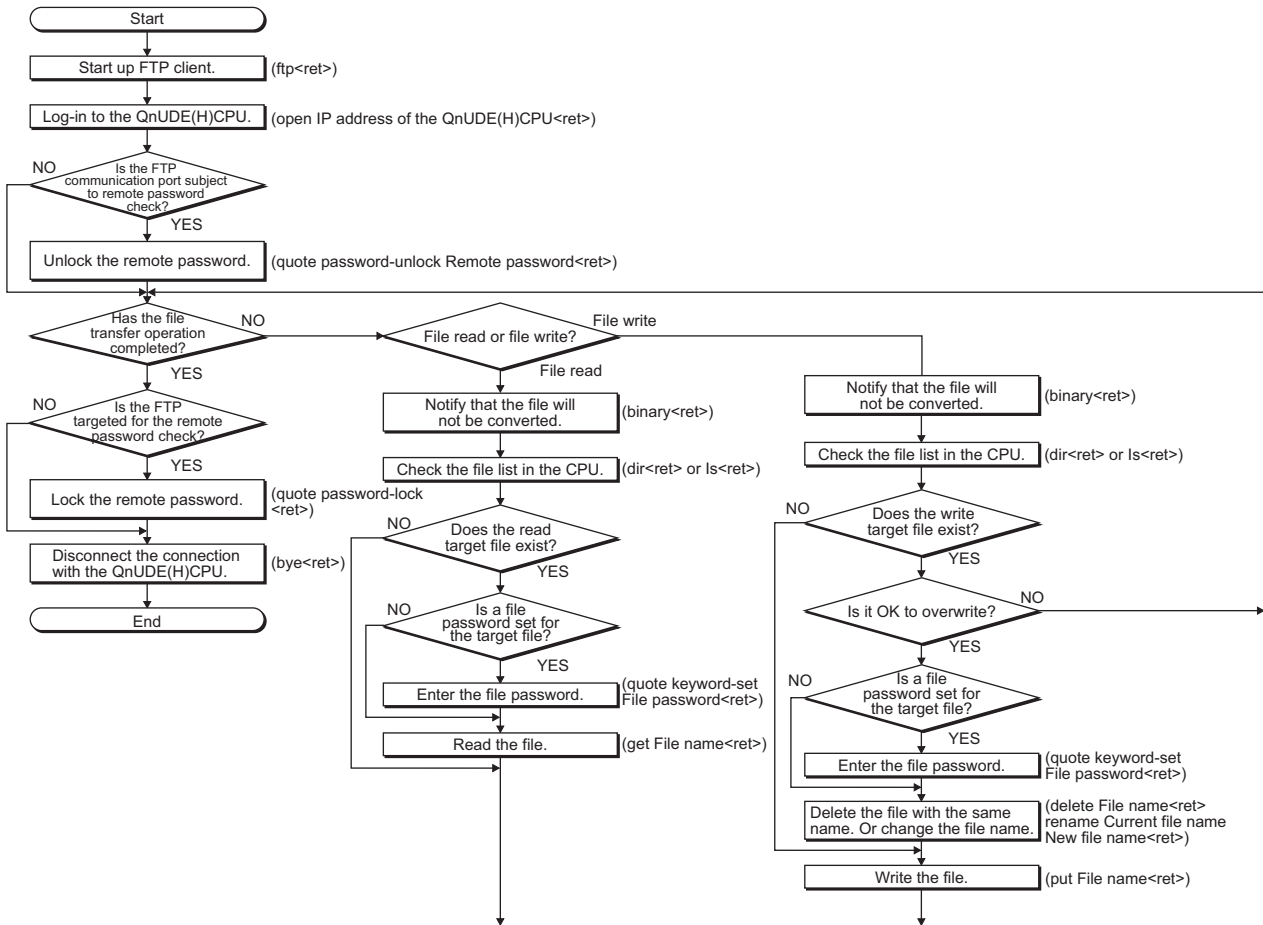 Start
Start up FTP client.
(ftp<ret>)
Log-in to the QnUDE(H)CPU.
(open IP address of the QnUDE(H)CPU<ret>)
NO
Is the FTP
communication port subject
to remote password
check?
YES
Unlock the remote password.
(quote password-unlock Remote password<ret>)
Has the file
transfer operation
completed?
NO
YES
NO
Is the FTP
targeted for the remote
password check?
YES
Lock the remote password.
(quote password-lock
<ret>)
Disconnect the connection
with the QnUDE(H)CPU.
(bye<ret>)
End
File read or file write?
File write
File read
Notify that the file will
not be converted.
(binary<ret>)
Check the file list in the CPU.
(dir<ret> or Is<ret>)
NO
Does the read
target file exist?
YES
NO
Is a file
password set for
the target file?
YES
Enter the file password.
(quote keyword-set
File password<ret>)
Read the file.
(get File name<ret>)
Notify that the file will
not be converted.
(binary<ret>)
Check the file list in the CPU.
(dir<ret> or Is<ret>)
NO
Does the write
target file exist?
YES
Is it OK to overwrite?
NO
YES
NO
Is a file
password set for
the target file?
YES
Enter the file password.
(quote keyword-set
File password<ret>)
Delete the file with the same
name. Or change the file name.
(delete File name<ret>
rename Current file name
New file name<ret>)
Write the file.
(put File name<ret>)